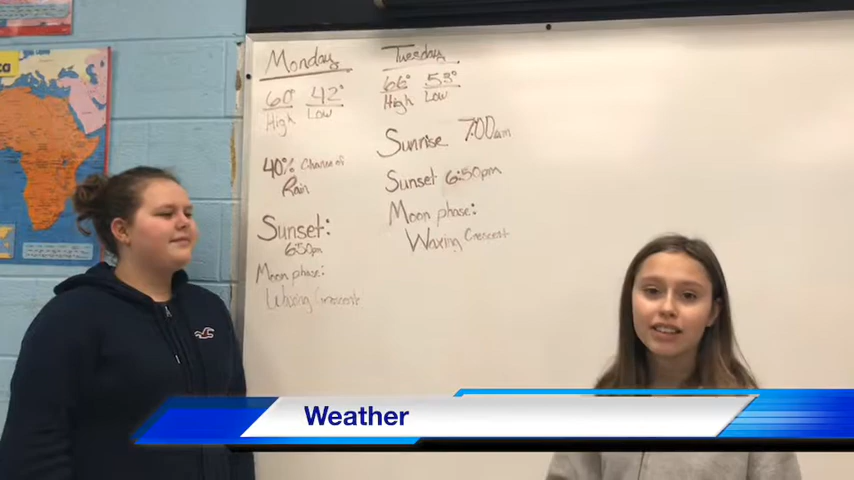 Monday
60° 42°
High Low
40% Chance of
Rain
Sunset:
6:50pm
Moon phase:
Waxing Crescent
Tuesday
66° 53°
High Low
Sunrise 7:00am
Sunset 6:50pm
Moon phase:
Waxing Crescent
ca
Weather